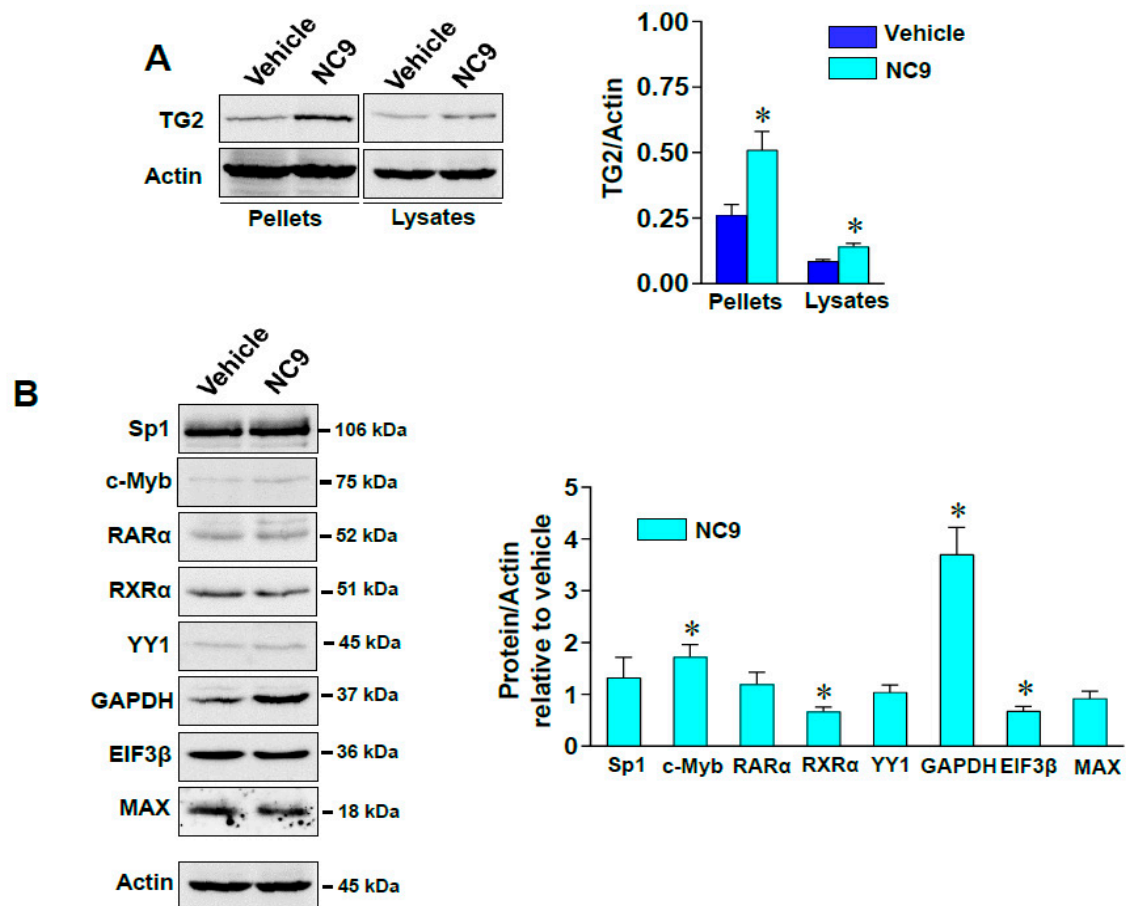 A
Vehicle
NC9
Vehicle
NC9
TG2
Actin
Pellets
Lysates
TG2/Actin
1.00
0.75
0.50
0.25
0.00
Vehicle
NC9
*
*
Pellets
Lysates
B
Vehicle
NC9
Sp1
106 kDa
c-Myb
75 kDa
RARα
52 kDa
RXRα
51 kDa
YY1
45 kDa
GAPDH
37 kDa
EIF3β
36 kDa
MAX
18 kDa
Actin
45 kDa
Protein/Actin
relative to vehicle
5
4
3
2
1
0
NC9
*
*
*
*
Sp1
c-Myb
RARα
RXRα
YY1
GAPDH
EIF3β
MAX